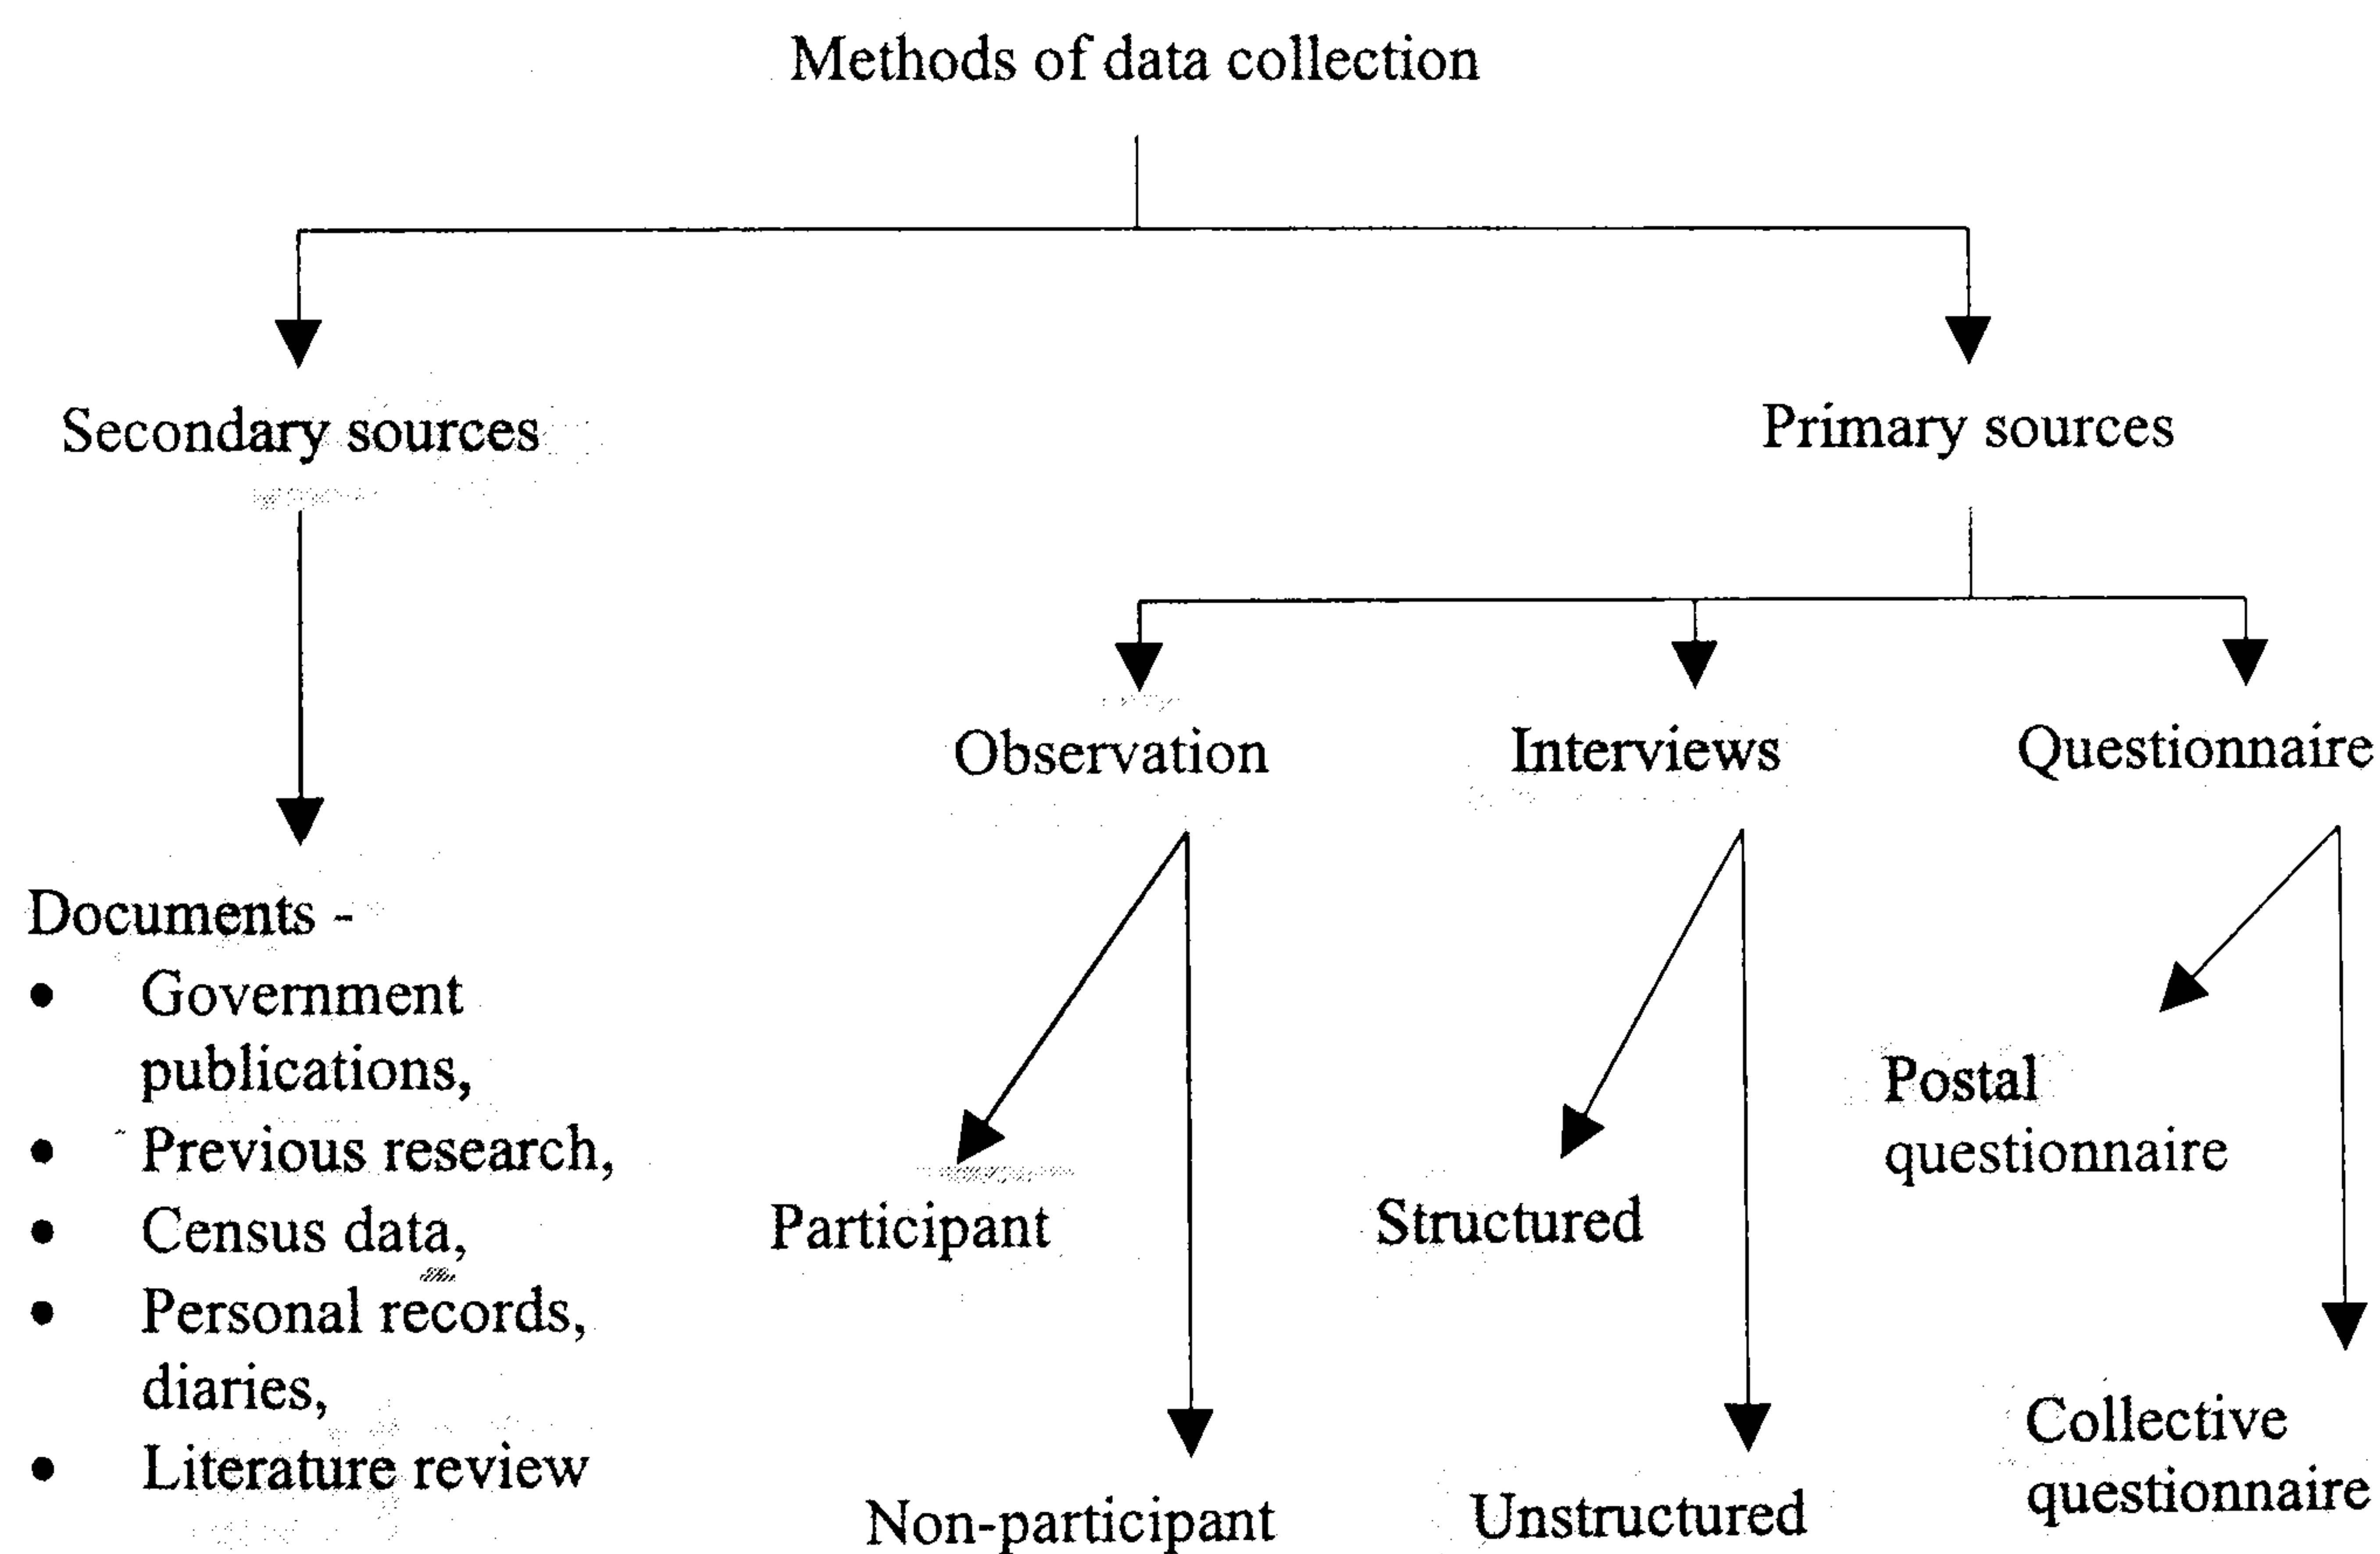 Methods of data collection
Secondary sources
Primary sources
Observation
Interviews
Questionnaire
Documents -
• Government
publications,
• Previous research,
• Census data,
• Personal records,
diaries,
• Literature review
Participant
Non-participant
Structured
Unstructured
Postal
questionnaire
Collective
questionnaire